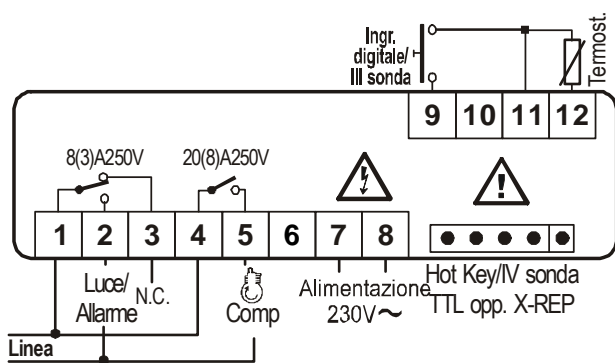 Ingr.
digitale/
III sonda
Termost.
9 10 11 12
8(3)A250V 20(8)A250V
1 2 3 4 5 6 7 8
Luce/
Allarme
N.C.
Comp
Alimentazione
230V~
Hot Key/IV sonda
TTL opp. X-REP
Linea